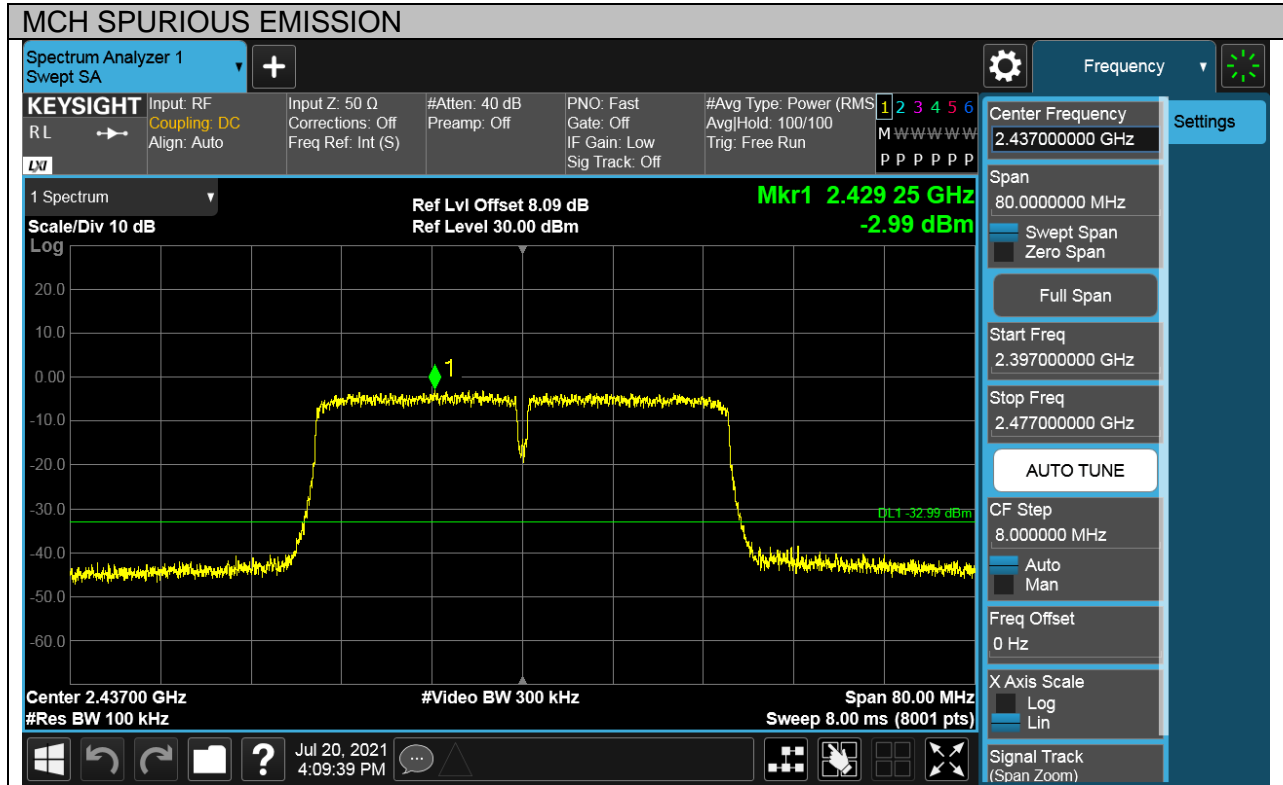 MCH SPURIOUS EMISSION
Spectrum Analyzer 1
Swept SA
+
Frequency
KEYSIGHT
RL
LXI
Input: RF
Coupling: DC
Align: Auto
Input Z: 50 Ω
Corrections: Off
Freq Ref: Int (S)
#Atten: 40 dB
Preamp: Off
PNO: Fast
Gate: Off
IF Gain: Low
Sig Track: Off
#Avg Type: Power (RMS
Avg|Hold: 100/100
Trig: Free Run
1 2 3 4 5 6
M W W W W W
P P P P P P
1 Spectrum
Scale/Div 10 dB
Ref Lvl Offset 8.09 dB
Ref Level 30.00 dBm
Mkr1 2.429 25 GHz
-2.99 dBm
Log
20.0
10.0
0.00
-10.0
-20.0
-30.0
-40.0
-50.0
-60.0
1
DL1 -32.99 dBm
Center 2.43700 GHz
#Video BW 300 kHz
Span 80.00 MHz
#Res BW 100 kHz
Sweep 8.00 ms (8001 pts)
?
Jul 20, 2021
4:09:39 PM
Center Frequency
2.437000000 GHz
Settings
Span
80.0000000 MHz
Swept Span
Zero Span
Full Span
Start Freq
2.397000000 GHz
Stop Freq
2.477000000 GHz
AUTO TUNE
CF Step
8.000000 MHz
Auto
Man
Freq Offset
0 Hz
X Axis Scale
Log
Lin
Signal Track
(Span Zoom)